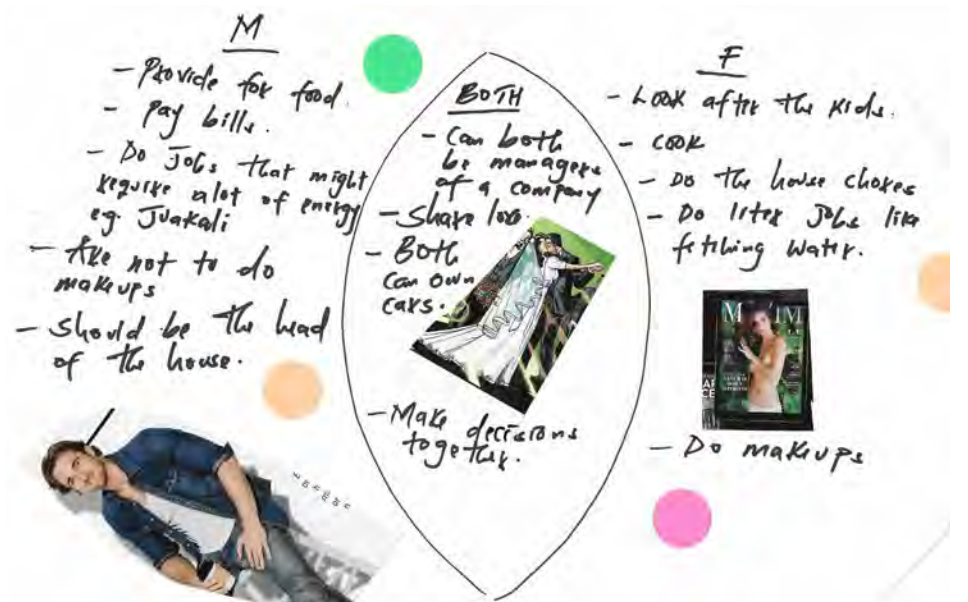 M
- Provide for food.
- Pay bills.
- Do Jobs that might
require alot of energy
eg. Juakali
- Are not to do
makeups
- Should be the head
of the house.
BOTH
- Can both
be managers
of a company
- Share love.
- Both
can own
cars.
- Make decisions
together.
F
- Look after the kids.
- cook
- Do the house chores
- Do liter Jobs like
fetching water.
- Do makeups